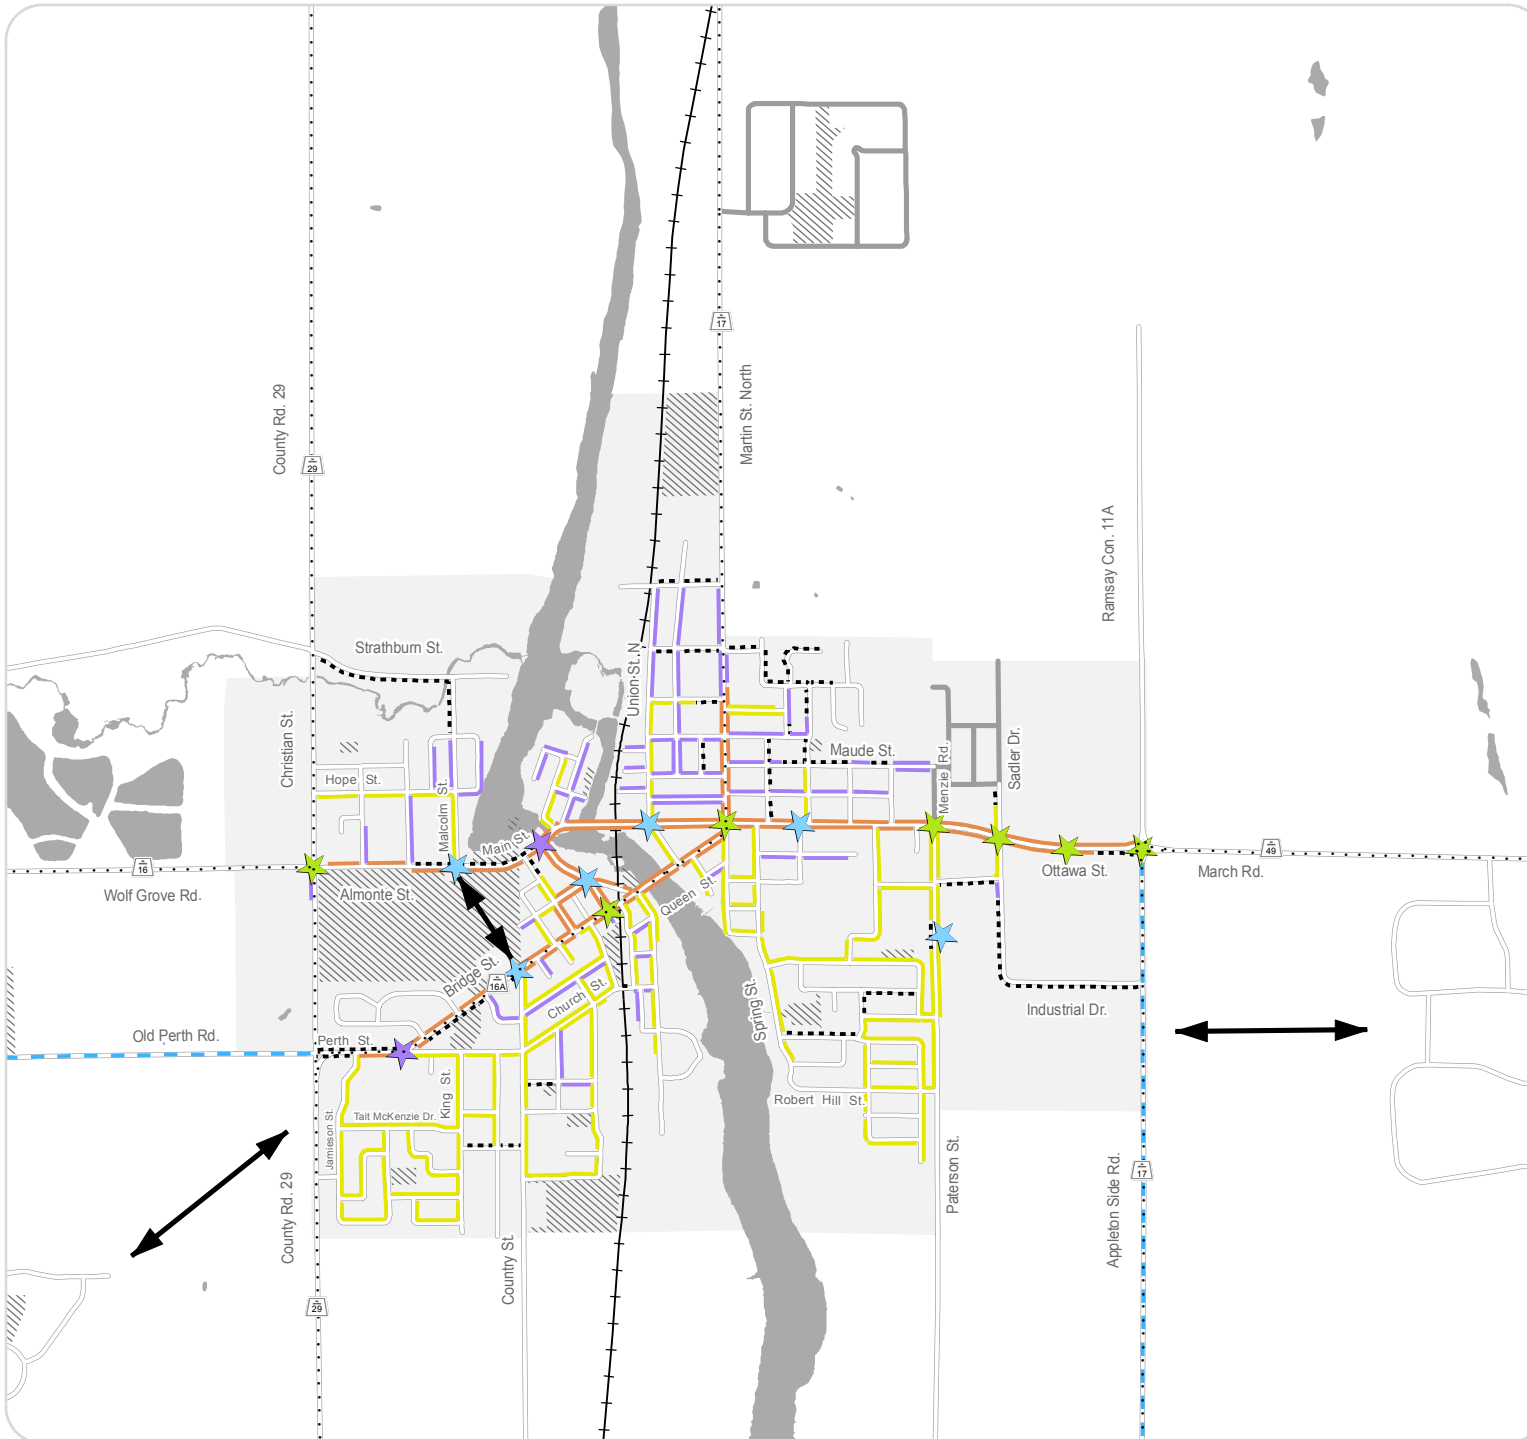 17
County Rd. 29
Martin St. North
29
Ramsay Con. 11A
Strathburn St.
Union St. N
Christian St.
Maude St.
Sadler Dr.
Hope St.
Menzie Rd.
Malcolm St.
Main St.
16
49
Wolf Grove Rd.
Almonte St.
Ottawa St.
March Rd.
Queen St.
Bridge St.
16A
Church St.
Spring St.
Industrial Dr.
Old Perth Rd.
Perth St.
King St.
Robert Hill St.
Tait McKenzie Dr.
Jamieson St.
Paterson St.
17
Appleton Side Rd.
County Rd. 29
Country St.
29